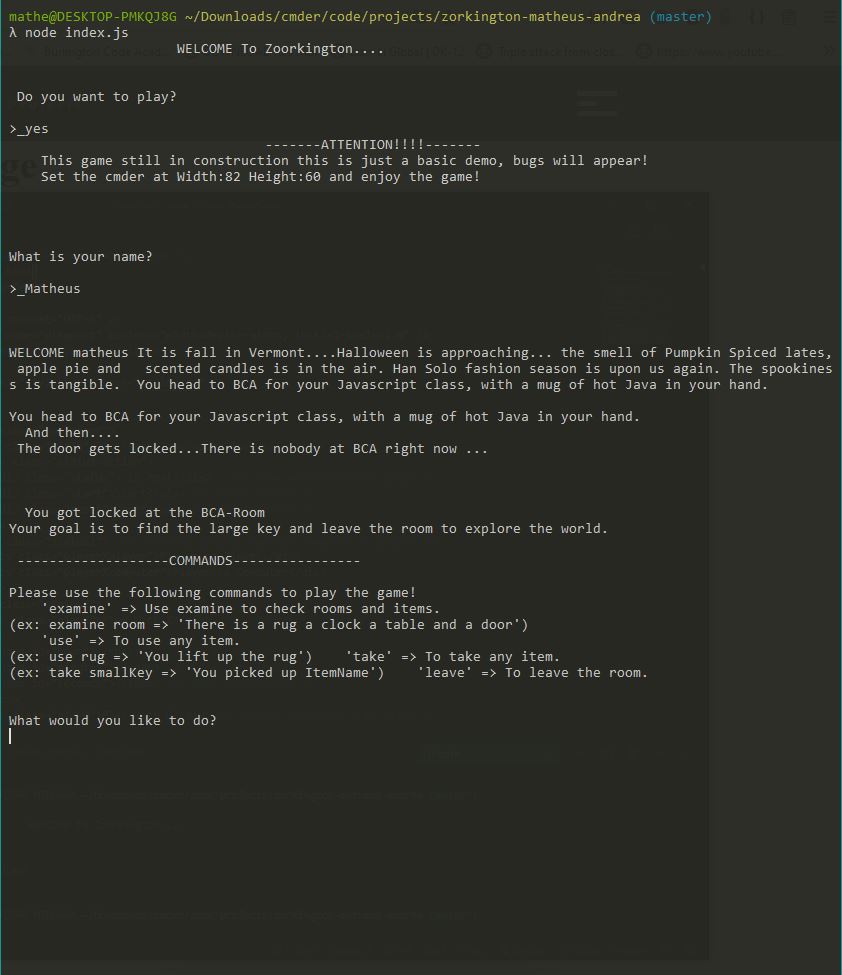 mathe@DESKTOP-PMKQJ8G ~/Downloads/cmder/code/projects/zorkington-matheus-andrea (master)
λ node index.js
WELCOME To Zoorkington....
Do you want to play?
>_yes
-------ATTENTION!!!!-------
This game still in construction this is just a basic demo, bugs will appear!
Set the cmder at Width:82 Height:60 and enjoy the game!
What is your name?
>_Matheus
WELCOME matheus It is fall in Vermont....Halloween is approaching... the smell of Pumpkin Spiced lates,
apple pie and   scented candles is in the air. Han Solo fashion season is upon us again. The spookines
s is tangible.  You head to BCA for your Javascript class, with a mug of hot Java in your hand.
You head to BCA for your Javascript class, with a mug of hot Java in your hand.
And then....
The door gets locked...There is nobody at BCA right now ...
You got locked at the BCA-Room
Your goal is to find the large key and leave the room to explore the world.
-------------------COMMANDS----------------
Please use the following commands to play the game!
'examine' => Use examine to check rooms and items.
(ex: examine room => 'There is a rug a clock a table and a door')
'use' => To use any item.
(ex: use rug => 'You lift up the rug')    'take' => To take any item.
(ex: take smallKey => 'You picked up ItemName')    'leave' => To leave the room.
What would you like to do?